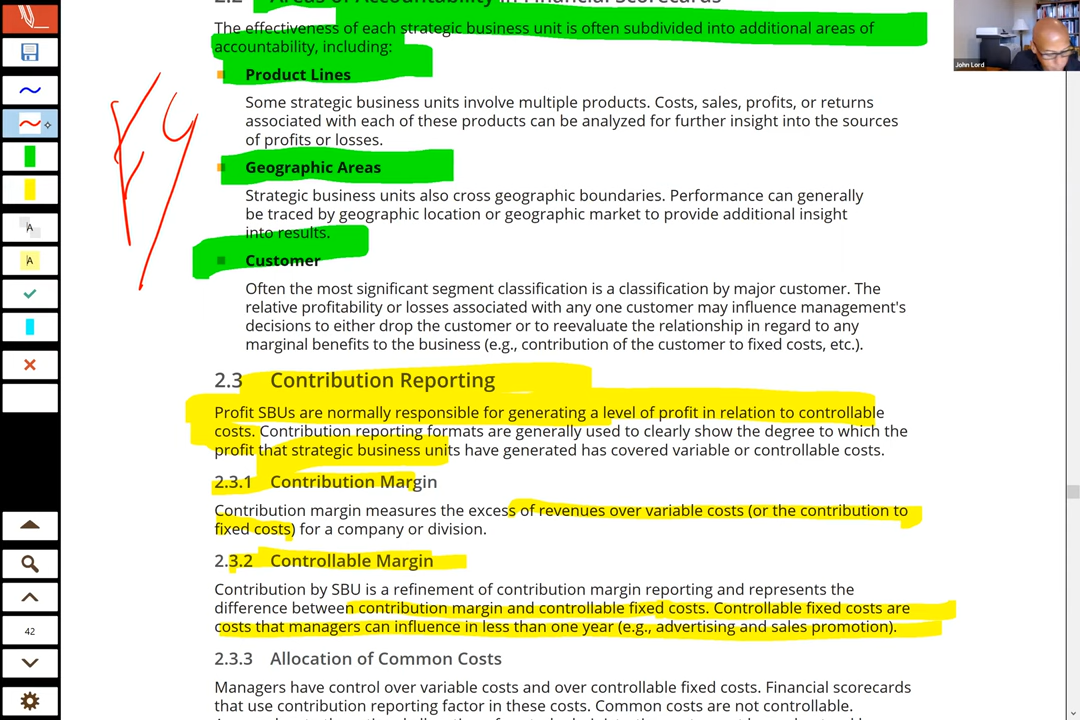 2.2 Areas of Accountability in Financial Scorecards
The effectiveness of each strategic business unit is often subdivided into additional areas of
accountability, including:
Product Lines
Some strategic business units involve multiple products. Costs, sales, profits, or returns
associated with each of these products can be analyzed for further insight into the sources
of profits or losses.
Geographic Areas
Strategic business units also cross geographic boundaries. Performance can generally
be traced by geographic location or geographic market to provide additional insight
into results.
Customer
Often the most significant segment classification is a classification by major customer. The
relative profitability or losses associated with any one customer may influence management's
decisions to either drop the customer or to reevaluate the relationship in regard to any
marginal benefits to the business (e.g., contribution of the customer to fixed costs, etc.).
2.3 Contribution Reporting
Profit SBUs are normally responsible for generating a level of profit in relation to controllable
costs. Contribution reporting formats are generally used to clearly show the degree to which the
profit that strategic business units have generated has covered variable or controllable costs.
2.3.1 Contribution Margin
Contribution margin measures the excess of revenues over variable costs (or the contribution to
fixed costs) for a company or division.
2.3.2 Controllable Margin
Contribution by SBU is a refinement of contribution margin reporting and represents the
difference between contribution margin and controllable fixed costs. Controllable fixed costs are
costs that managers can influence in less than one year (e.g., advertising and sales promotion).
2.3.3 Allocation of Common Costs
Managers have control over variable costs and over controllable fixed costs. Financial scorecards
that use contribution reporting factor in these costs. Common costs are not controllable.
John Lord
A
A
42